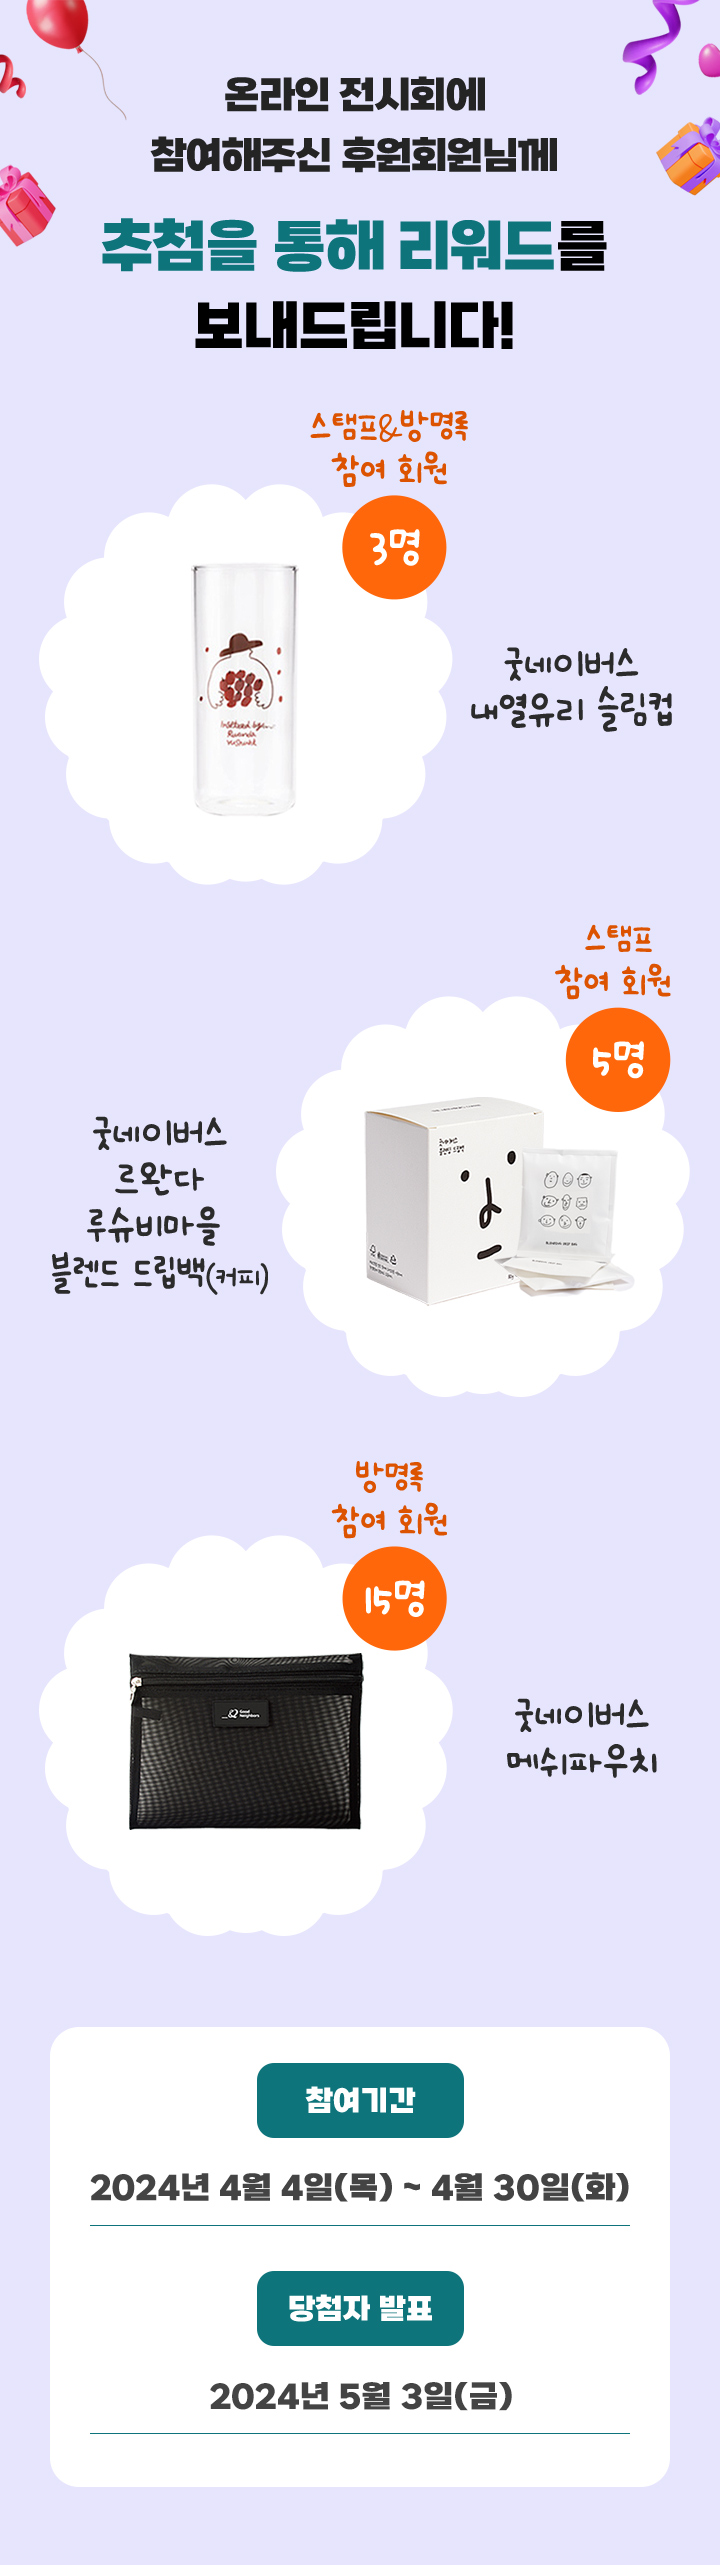 온라인 전시회에
참여해주신 후원회원님께
추첨을 통해 리워드를
보내드립니다!
스탬프&방명록
참여 회원
3명
굿네이버스
내열유리 슬림컵
스탬프
참여 회원
5명
굿네이버스
르완다
루슈비마을
블렌드 드립백(커피)
굿네이버스
방명록
참여 회원
15명
Good
Neighbors
굿네이버스
메쉬파우치
참여기간
2024년 4월 4일(목) ~ 4월 30일(화)
당첨자 발표
2024년 5월 3일(금)